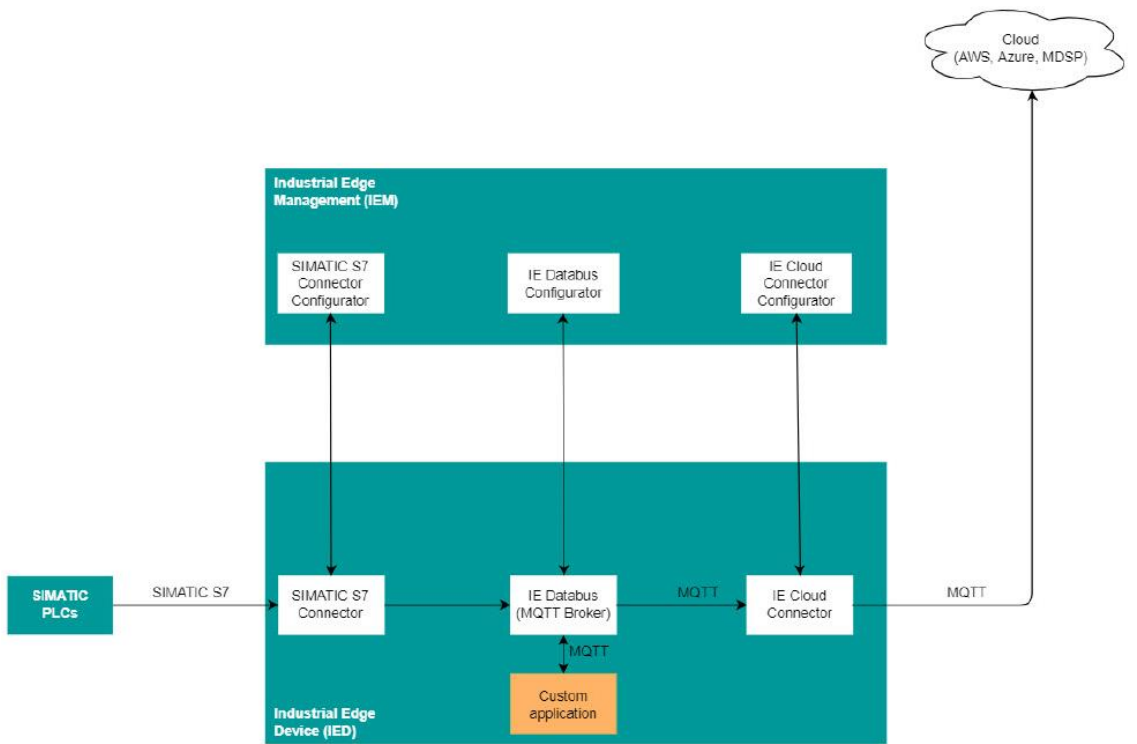 Cloud
(AWS, Azure, MDSP)
Industrial Edge
Management (IEM)
SIMATIC S7
Connector
Configurator
IE Databus
Configurator
IE Cloud
Connector
Configurator
SIMATIC
PLCs
SIMATIC S7
SIMATIC S7
Connector
IE Databus
(MQTT Broker)
MQTT
IE Cloud
Connector
MQTT
MQTT
Custom
application
Industrial Edge
Device (IED)